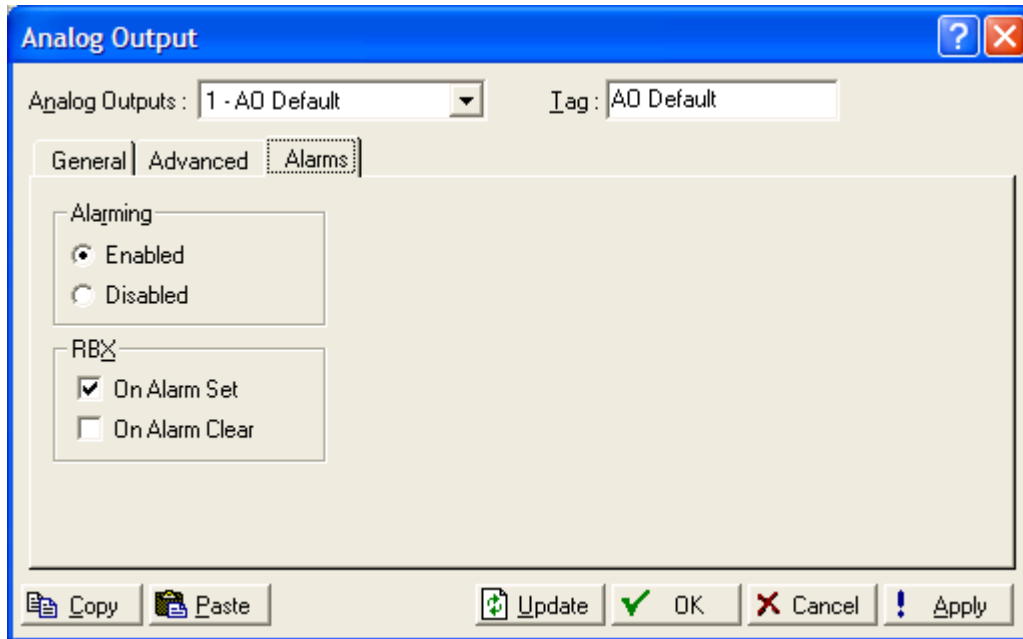 Analog Output
Analog Outputs : 1 - AO Default Tag : AO Default
General Advanced Alarms
Alarming
Enabled
Disabled
RBX
On Alarm Set
On Alarm Clear
Copy Paste Update OK Cancel Apply